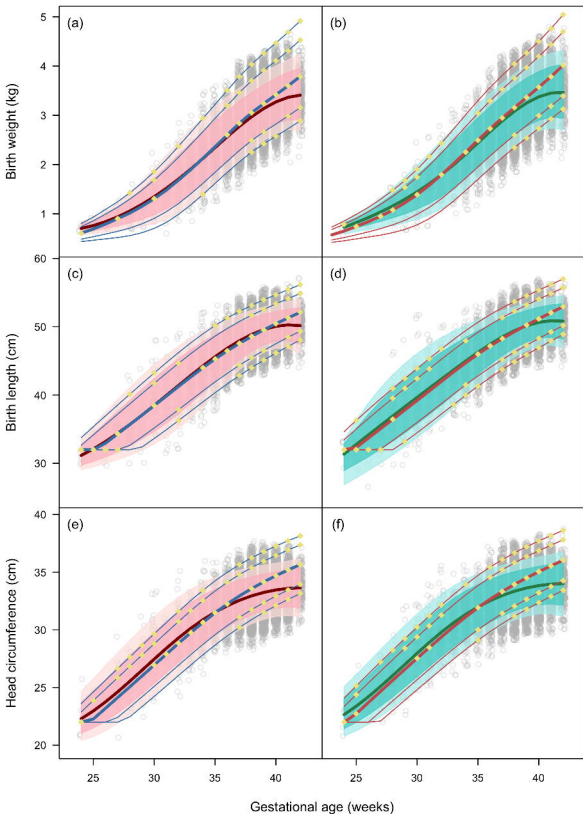 (a)
(b)
Birth weight (kg)
5
4
3
2
1
(c)
(d)
Birth length (cm)
60
50
40
30
(e)
(f)
Head circumference (cm)
40
35
30
25
20
25 30 35 40 25 30 35 40
Gestational age (weeks)